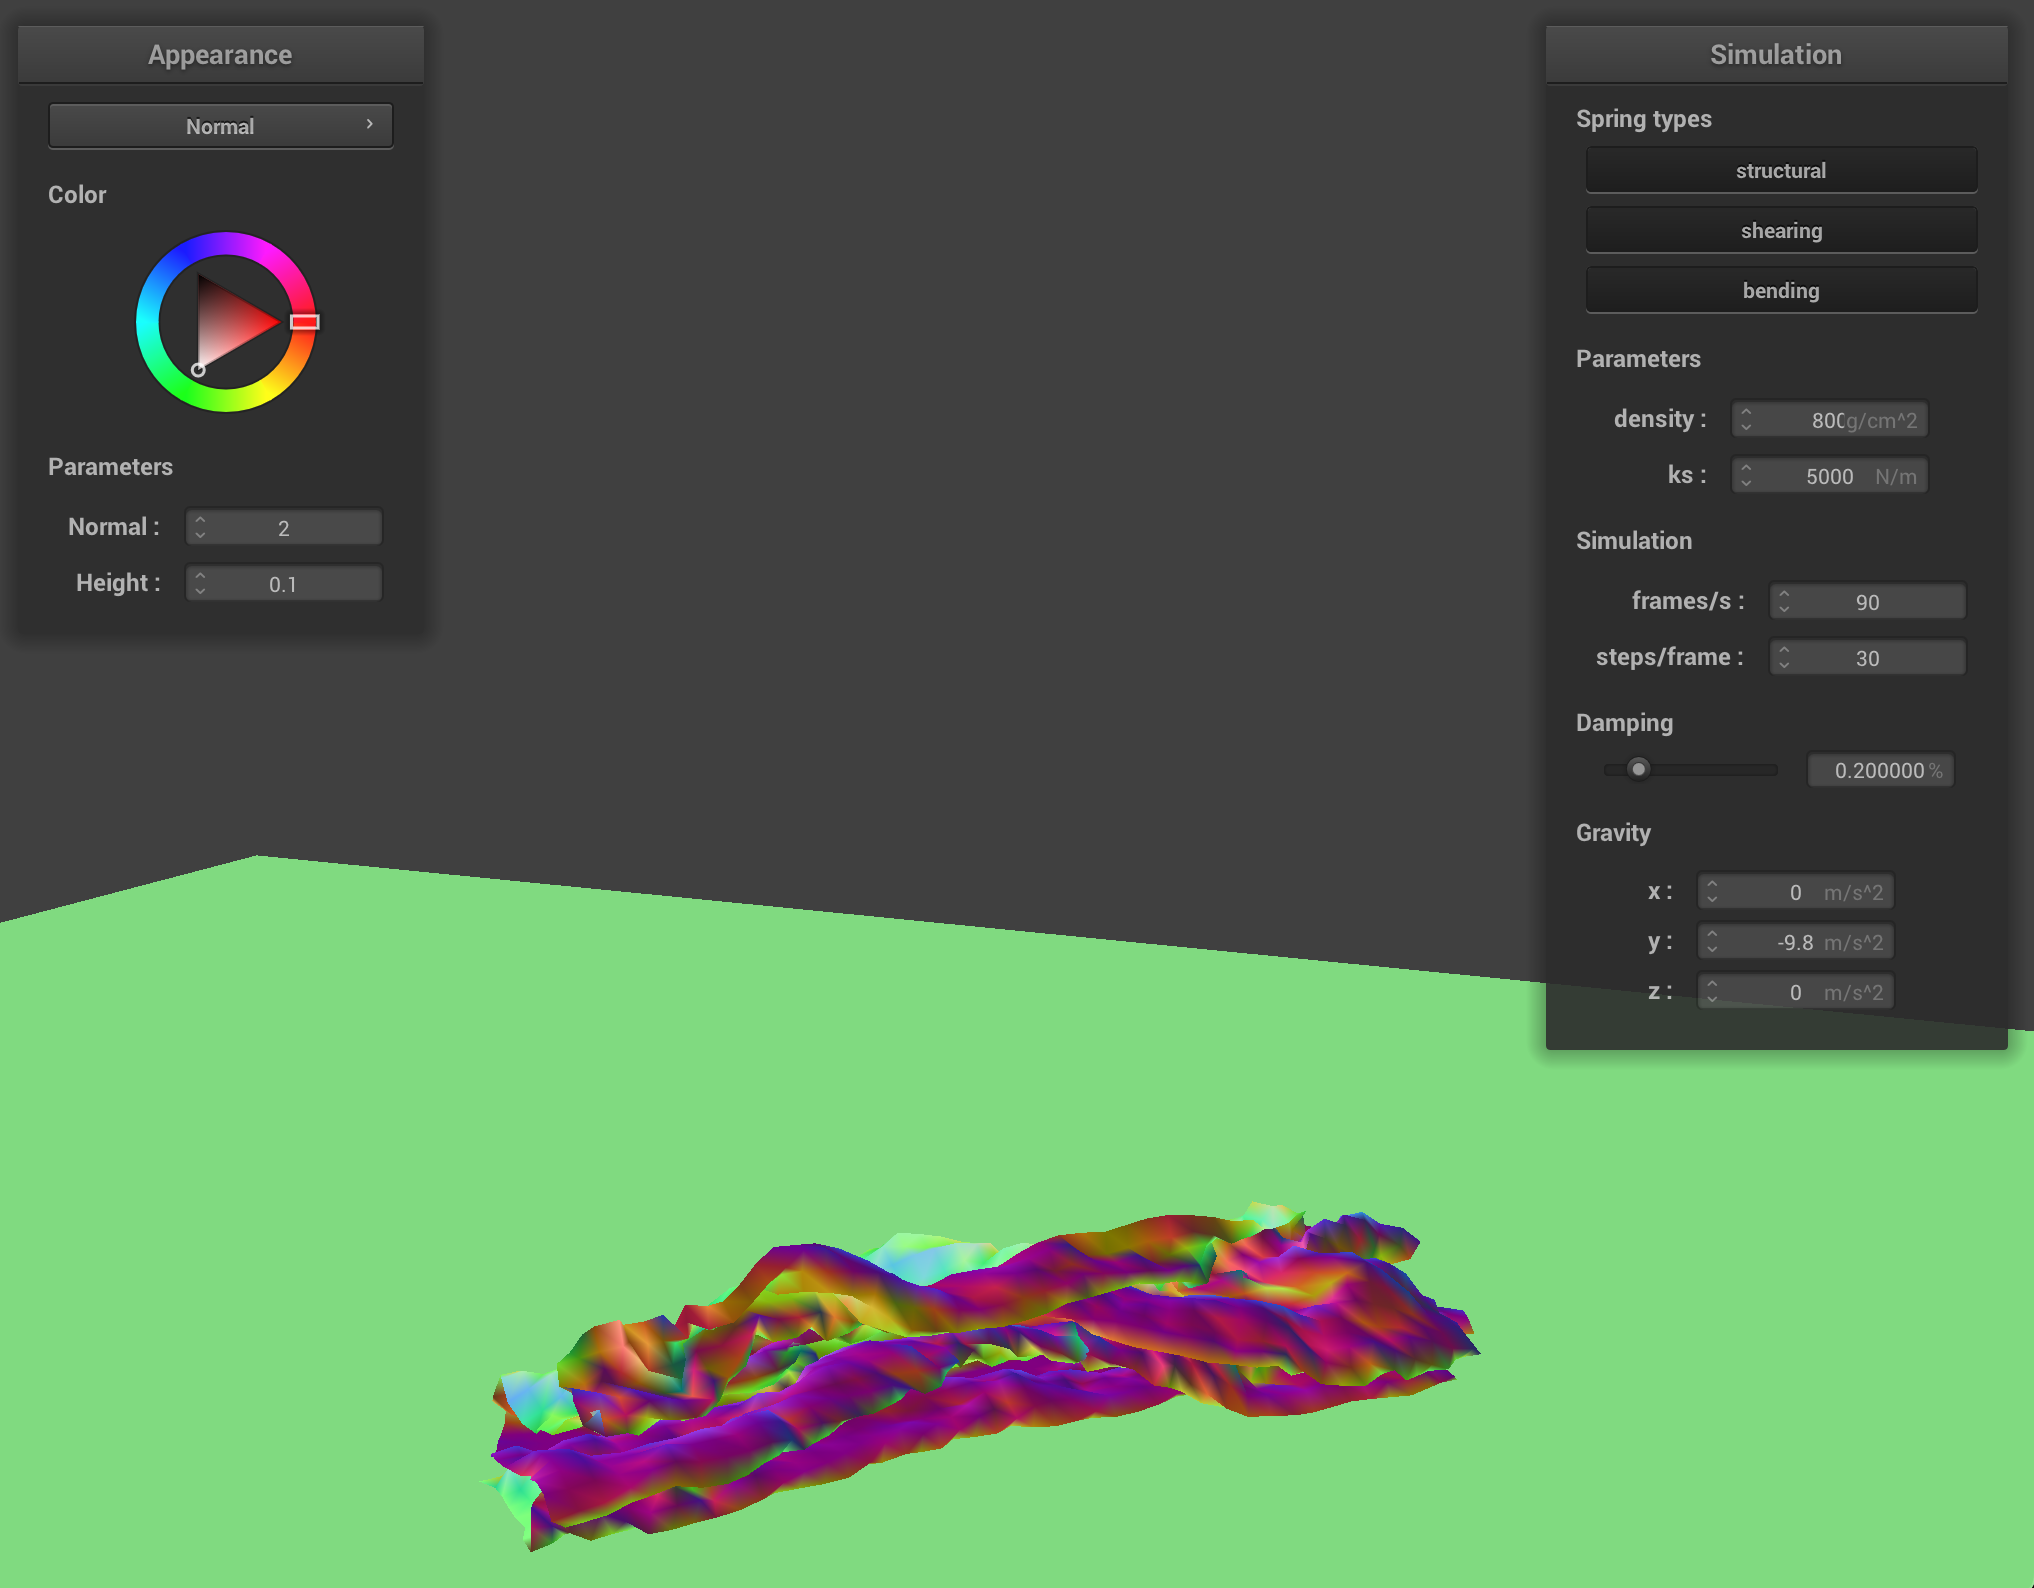 Appearance
Normal
Color
Parameters
Normal : 2
Height : 0.1
Simulation
Spring types
structural
shearing
bending
Parameters
density : 800 g/cm^2
ks : 5000 N/m
Simulation
frames/s : 90
steps/frame : 30
Damping
0.200000 %
Gravity
x : 0 m/s^2
y : -9.8 m/s^2
z : 0 m/s^2